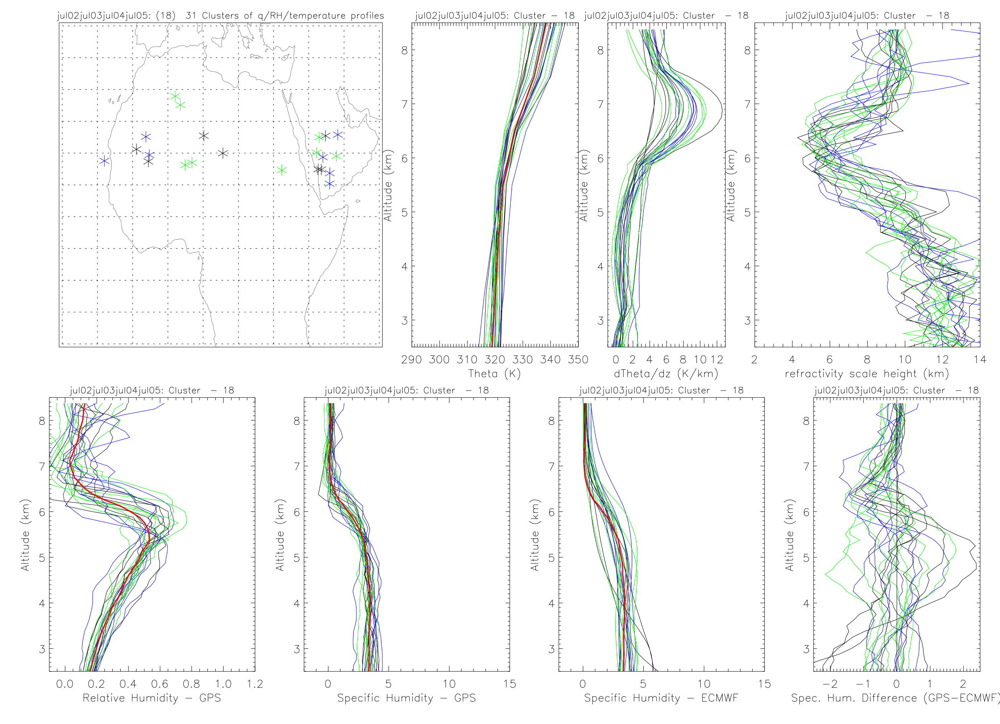 jul02jul03jul04jul05: (18) 31 Clusters of q/RH/temperature profiles
jul02jul03jul04jul05: Cluster - 18
jul02jul03jul04jul05: Cluster - 18
jul02jul03jul04jul05: Cluster - 18
Altitude (km)
8
7
6
5
4
3
290 300 310 320 330 340 350
Theta (K)
Altitude (km)
8
7
6
5
4
3
0 2 4 6 8 10 12
dTheta/dz (K/km)
Altitude (km)
8
7
6
5
4
3
2 4 6 8 10 12 14
refractivity scale height (km)
jul02jul03jul04jul05: Cluster - 18
Altitude (km)
8
7
6
5
4
3
0.0 0.2 0.4 0.6 0.8 1.0 1.2
Relative Humidity - GPS
jul02jul03jul04jul05: Cluster - 18
Altitude (km)
8
7
6
5
4
3
0 5 10 15
Specific Humidity - GPS
jul02jul03jul04jul05: Cluster - 18
Altitude (km)
8
7
6
5
4
3
0 5 10 15
Specific Humidity - ECMWF
jul02jul03jul04jul05: Cluster - 18
Altitude (km)
8
7
6
5
4
3
-2 -1 0 1 2
Spec. Hum. Difference (GPS-ECMWF)